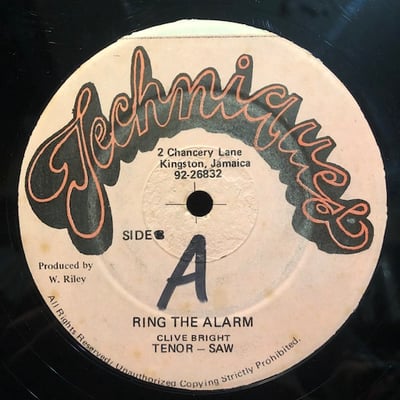 Techniques
2 Chancery Lane
Kingston, Jamaica
92-26832
SIDE
A
Produced by
W. Riley
RING THE ALARM
CLIVE BRIGHT
TENOR - SAW
All Rights Reserved. Unauthorized Copying Strictly Prohibited.